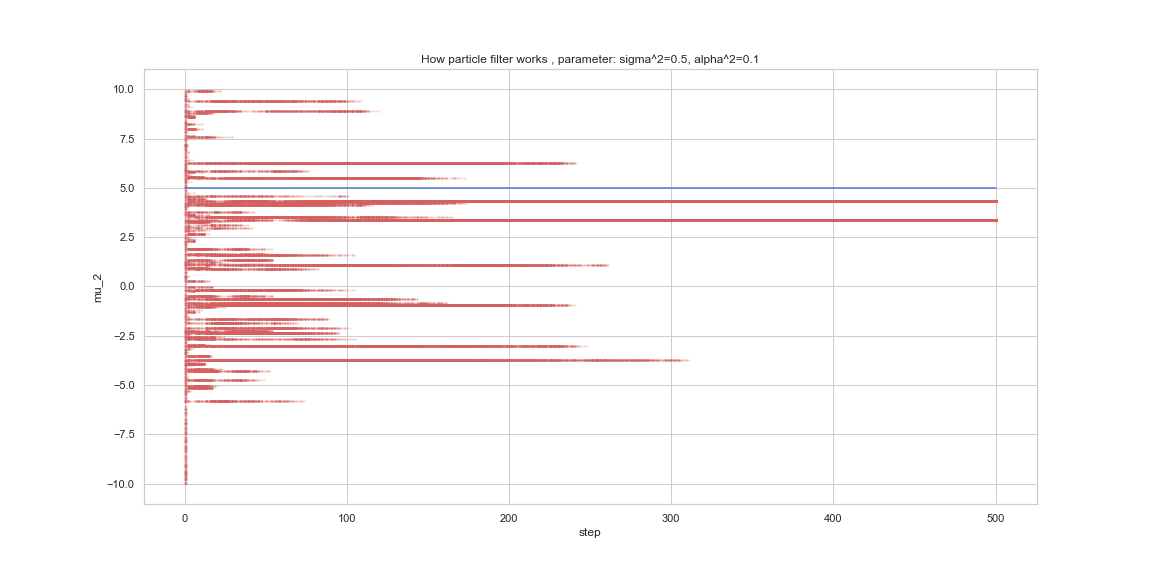 How particle filter works , parameter: sigma^2=0.5, alpha^2=0.1
10.0
7.5
5.0
2.5
0.0
−2.5
−5.0
−7.5
−10.0
mu_2
0 100 200 300 400 500
step